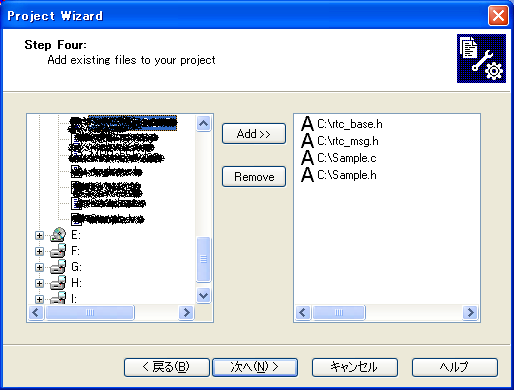 Project Wizard
Step Four:
Add existing files to your project
Add >>
Remove
E:
F:
G:
H:
I:
A C:\rtc_base.h
A C:\rtc_msg.h
A C:\Sample.c
A C:\Sample.h
< 戻る(B)
次へ(N) >
キャンセル
ヘルプ